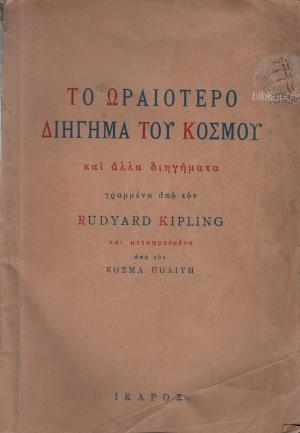 bibliopolio
ΤΟ ΩΡΑΙΟΤΕΡΟ
ΔΙΗΓΗΜΑ ΤΟΥ ΚΟΣΜΟΥ
καὶ ἄλλα διηγήματα
γραμμένα ἀπὸ τὸν
RUDYARD KIPLING
καὶ μεταφρασμένα
ἀπὸ τὸν
ΚΟΣΜΑ ΠΟΛΙΤΗ
ΙΚΑΡΟΣ